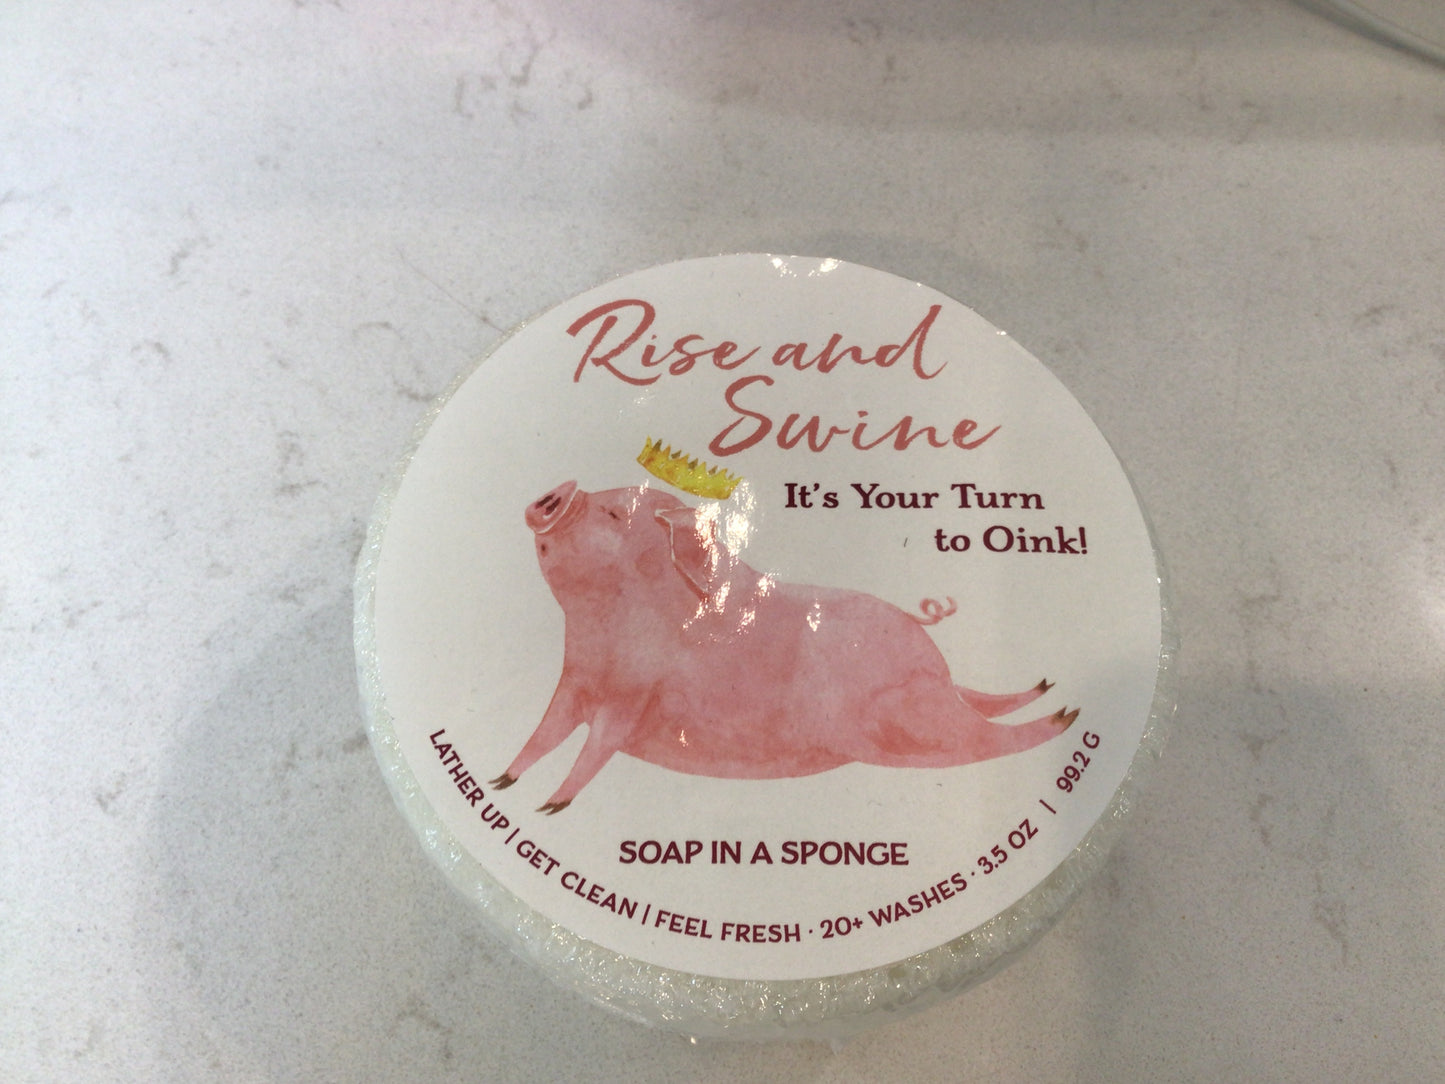 Rise and
Swine
It's Your Turn
to Oink!
SOAP IN A SPONGE
LATHER UP | GET CLEAN | FEEL FRESH · 20+ WASHES · 3.5 OZ | 99.2 G